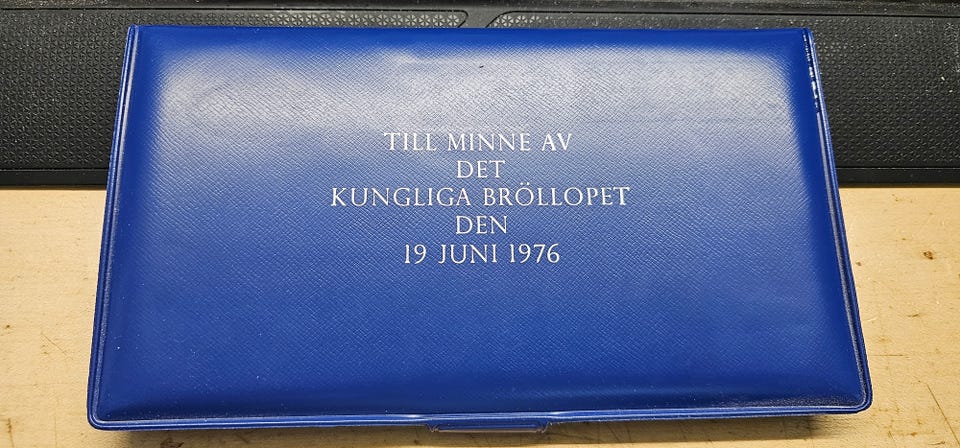 TILL MINNE AV
DET
KUNGLIGA BRÖLLOPET
DEN
19 JUNI 1976